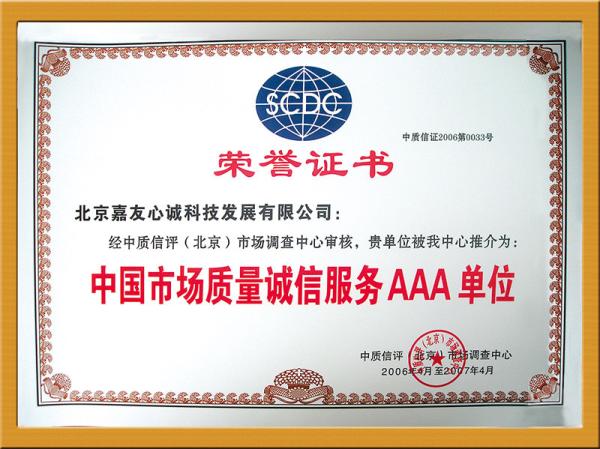 SCDC
中质信证2006第0033号
荣誉证书
北京嘉友心诚科技发展有限公司：
经中质信评（北京）市场调查中心审核，贵单位被我中心推介为：
中国市场质量诚信服务AAA单位
中质信评（北京）市场调查中心
2006年4月至2007年4月